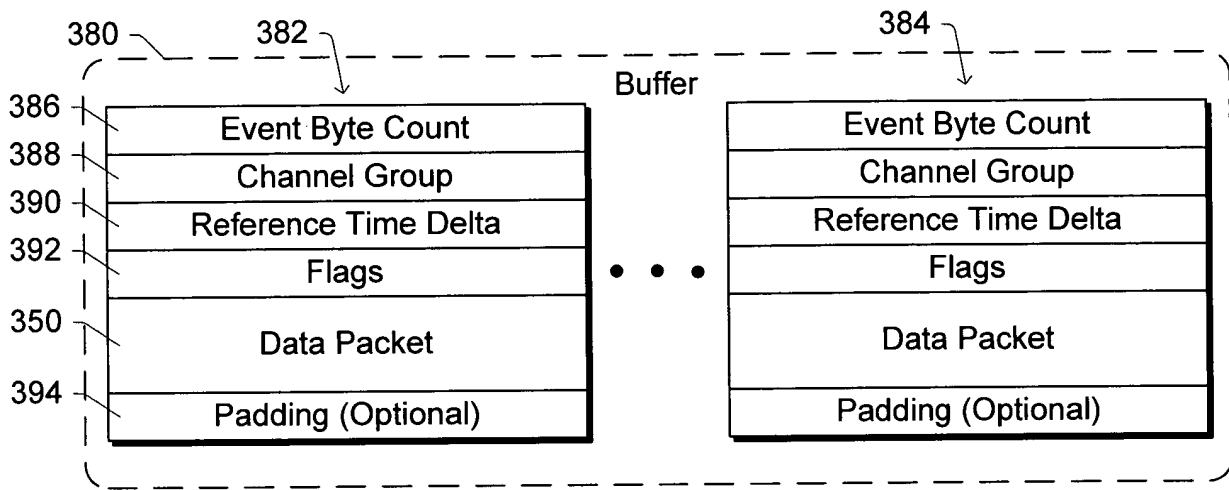 380
382
384
Buffer
386
Event Byte Count
Event Byte Count
388
Channel Group
Channel Group
390
Reference Time Delta
Reference Time Delta
392
Flags
Flags
350
Data Packet
Data Packet
394
Padding (Optional)
Padding (Optional)